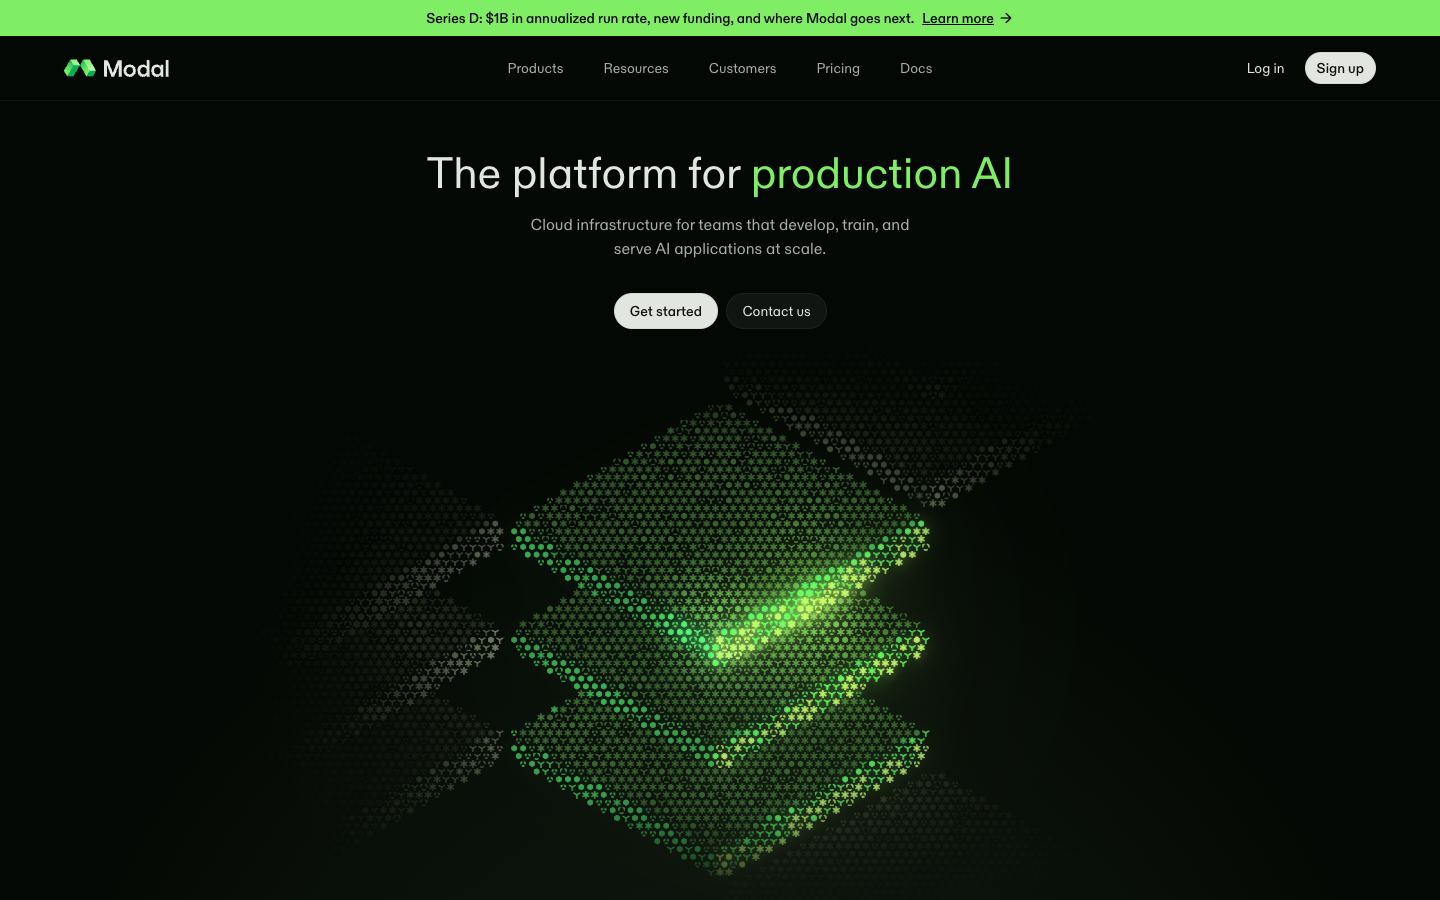 Series D: $1B in annualized run rate, new funding, and where Modal goes next. Learn more →
Modal
Products
Resources
Customers
Pricing
Docs
Log in
Sign up
The platform for production AI
Cloud infrastructure for teams that develop, train, and
serve AI applications at scale.
Get started
Contact us